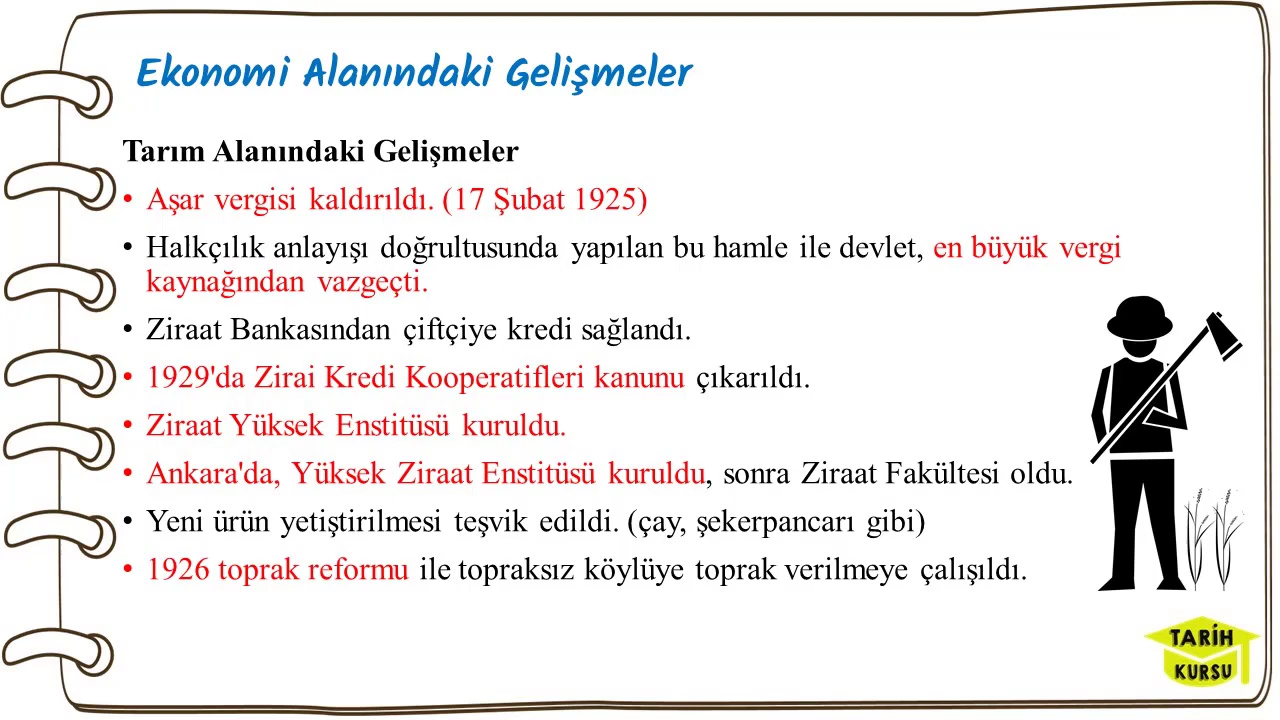 Ekonomi Alanındaki Gelişmeler
Tarım Alanındaki Gelişmeler
• Aşar vergisi kaldırıldı. (17 Şubat 1925)
• Halkçılık anlayışı doğrultusunda yapılan bu hamle ile devlet, en büyük vergi
kaynağından vazgeçti.
• Ziraat Bankasından çiftçiye kredi sağlandı.
• 1929'da Zirai Kredi Kooperatifleri kanunu çıkarıldı.
• Ziraat Yüksek Enstitüsü kuruldu.
• Ankara'da, Yüksek Ziraat Enstitüsü kuruldu, sonra Ziraat Fakültesi oldu.
• Yeni ürün yetiştirilmesi teşvik edildi. (çay, şekerpancarı gibi)
• 1926 toprak reformu ile topraksız köylüye toprak verilmeye çalışıldı.
TARİH
KURSU